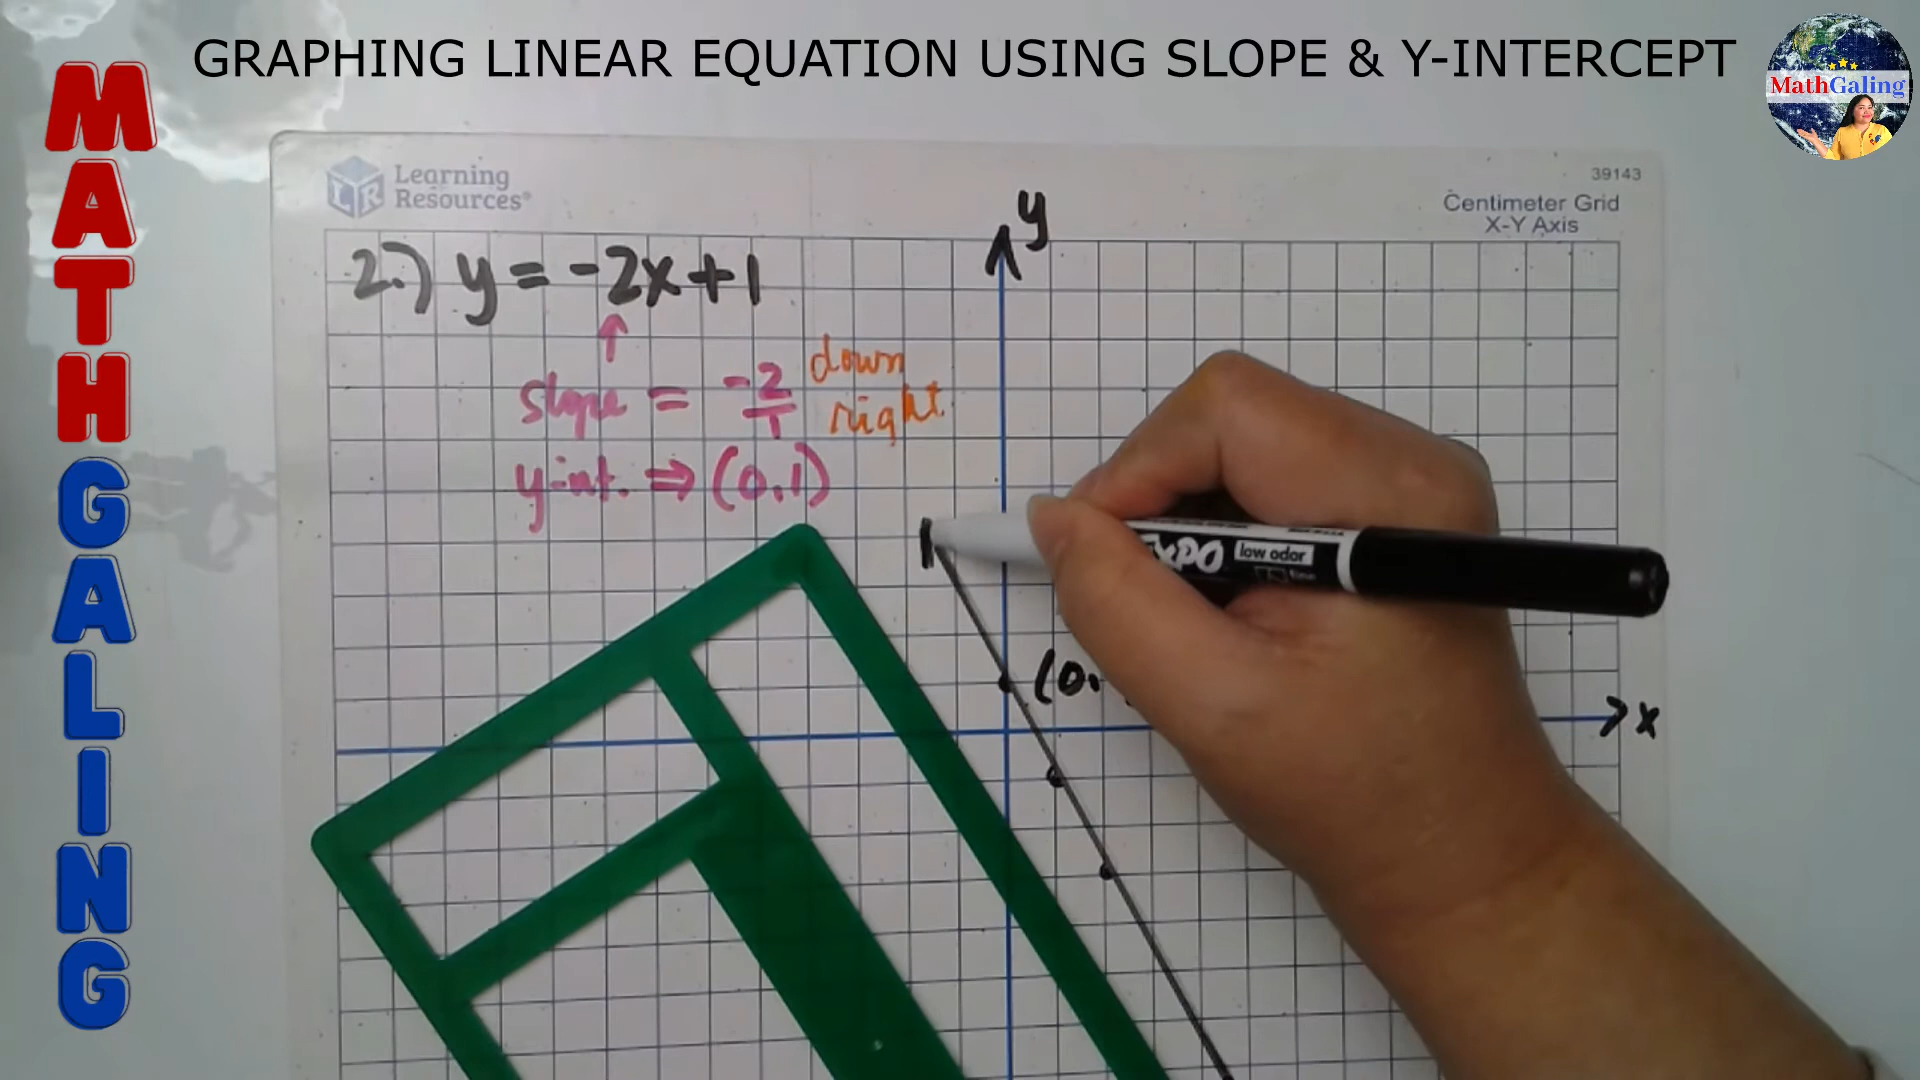 GRAPHING LINEAR EQUATION USING SLOPE & Y-INTERCEPT
MathGaling
MATH GALING
Learning
Resources®
39143
Centimeter Grid
X-Y Axis
y
2.) y = -2x+1
↑
slope = -2/1 down right
y-int. ⇒ (0,1)
EXPO low odor
(0,
x